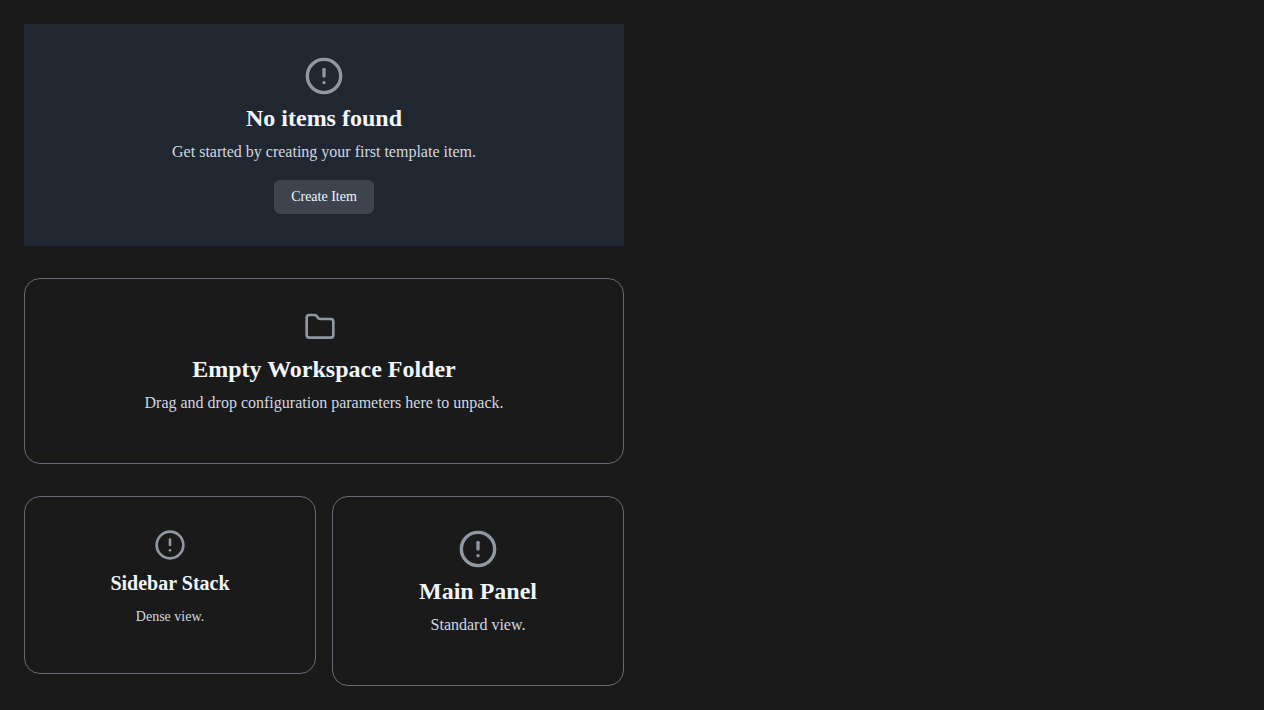 No items found
Get started by creating your first template item.
Create Item
Empty Workspace Folder
Drag and drop configuration parameters here to unpack.
Sidebar Stack
Dense view.
Main Panel
Standard view.